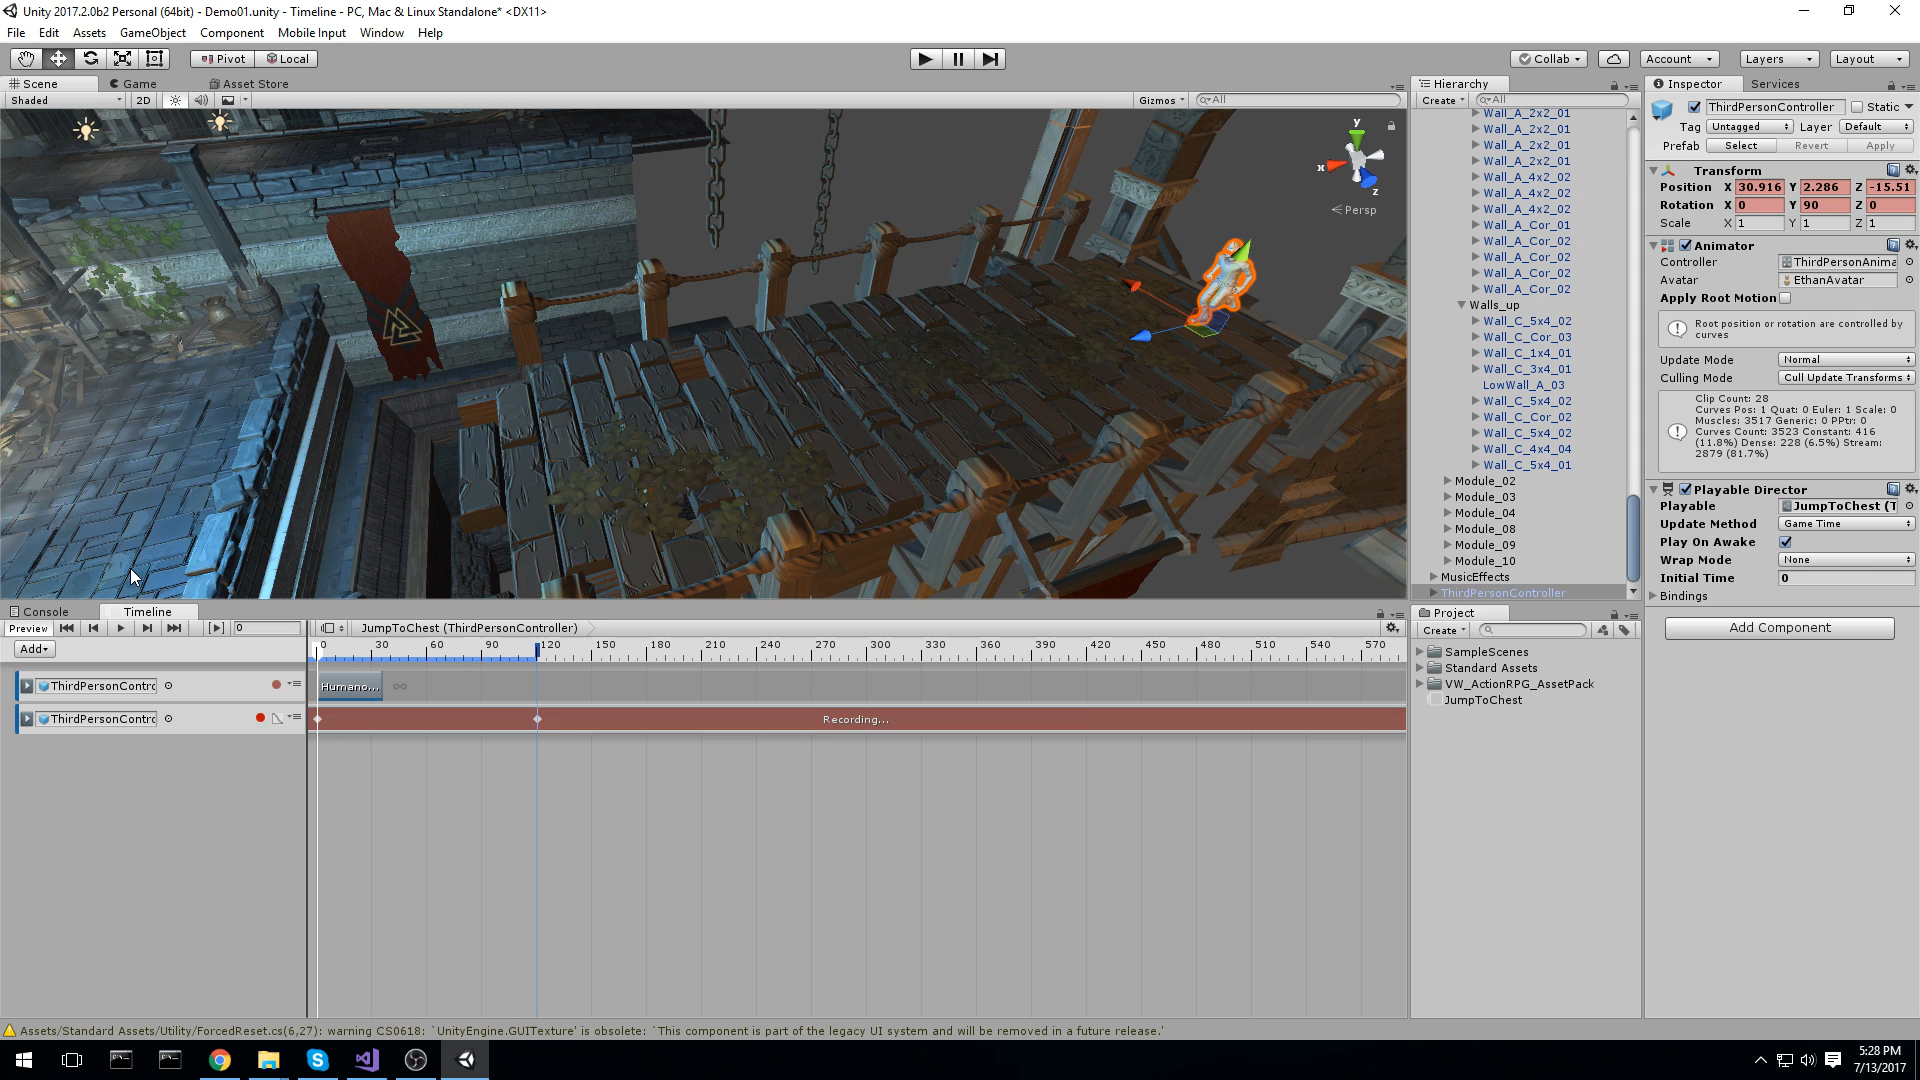 Unity 2017.2.0b2 Personal (64bit) - Demo01.unity - Timeline - PC, Mac & Linux Standalone* <DX11>
File Edit Assets GameObject Component Mobile Input Window Help
Pivot Local
Collab Account Layers Layout
Scene Game Asset Store
Shaded 2D Gizmos All
y
x
z
Persp
Hierarchy
Create All
Wall_A_2x2_01
Wall_A_2x2_01
Wall_A_2x2_01
Wall_A_2x2_01
Wall_A_4x2_02
Wall_A_4x2_02
Wall_A_4x2_02
Wall_A_Cor_01
Wall_A_Cor_02
Wall_A_Cor_02
Wall_A_Cor_02
Wall_A_Cor_02
Walls_up
Wall_C_5x4_02
Wall_C_Cor_03
Wall_C_1x4_01
Wall_C_3x4_01
LowWall_A_03
Wall_C_5x4_02
Wall_C_Cor_02
Wall_C_5x4_02
Wall_C_4x4_04
Wall_C_5x4_01
Module_02
Module_03
Module_04
Module_08
Module_09
Module_10
MusicEffects
ThirdPersonController
Inspector Services
ThirdPersonController Static
Tag Untagged Layer Default
Prefab Select Revert Apply
Transform
Position X 30.916 Y 2.286 Z -15.51
Rotation X 0 Y 90 Z 0
Scale X 1 Y 1 Z 1
Animator
Controller ThirdPersonAnima
Avatar EthanAvatar
Apply Root Motion
Root position or rotation are controlled by
curves
Update Mode Normal
Culling Mode Cull Update Transforms
Clip Count: 28
Curves Pos: 1 Quat: 0 Euler: 1 Scale: 0
Muscles: 3517 Generic: 0 PPtr: 0
Curves Count: 3523 Constant: 416
(11.8%) Dense: 228 (6.5%) Stream:
2879 (81.7%)
Playable Director
Playable JumpToChest (T
Update Method Game Time
Play On Awake
Wrap Mode None
Initial Time 0
Bindings
Add Component
Console Timeline
Preview 0 JumpToChest (ThirdPersonController)
Add 0 30 60 90 120 150 180 210 240 270 300 330 360 390 420 450 480 510 540 570
ThirdPersonContro Humano...
ThirdPersonContro Recording...
Project
Create
SampleScenes
Standard Assets
VW_ActionRPG_AssetPack
JumpToChest
Assets/Standard Assets/Utility/ForcedReset.cs(6,27): warning CS0618: `UnityEngine.GUITexture' is obsolete: `This component is part of the legacy UI system and will be removed in a future release.'
5:28 PM
7/13/2017